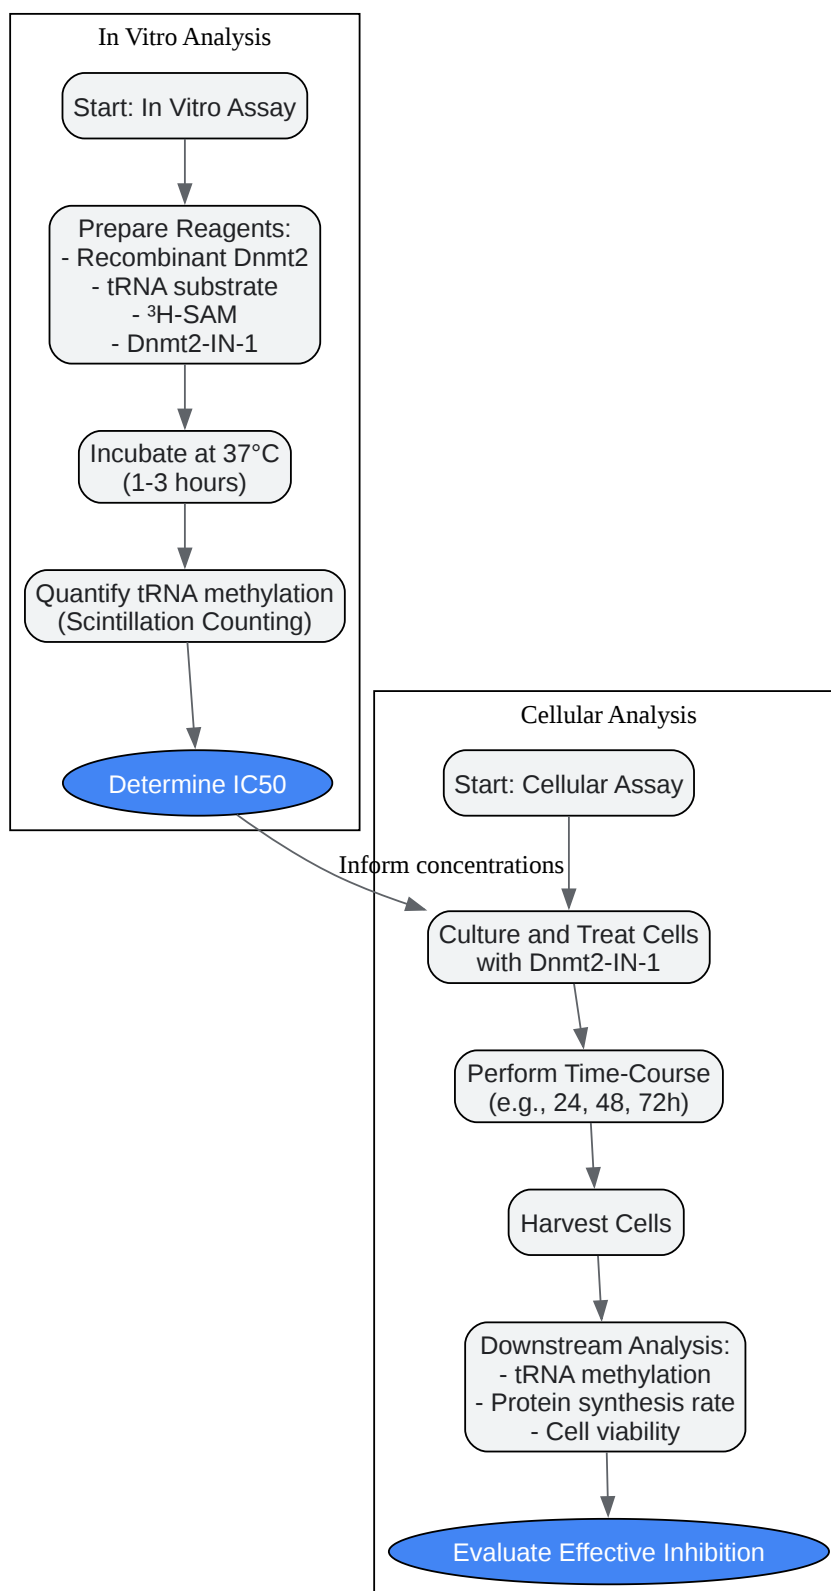 In Vitro Analysis
Start: In Vitro Assay
Prepare Reagents:
- Recombinant Dnmt2
- tRNA substrate
- ³H-SAM
- Dnmt2-IN-1
Incubate at 37°C
(1-3 hours)
Quantify tRNA methylation
(Scintillation Counting)
Determine IC50
Inform concentrations
Cellular Analysis
Start: Cellular Assay
Culture and Treat Cells
with Dnmt2-IN-1
Perform Time-Course
(e.g., 24, 48, 72h)
Harvest Cells
Downstream Analysis:
- tRNA methylation
- Protein synthesis rate
- Cell viability
Evaluate Effective Inhibition